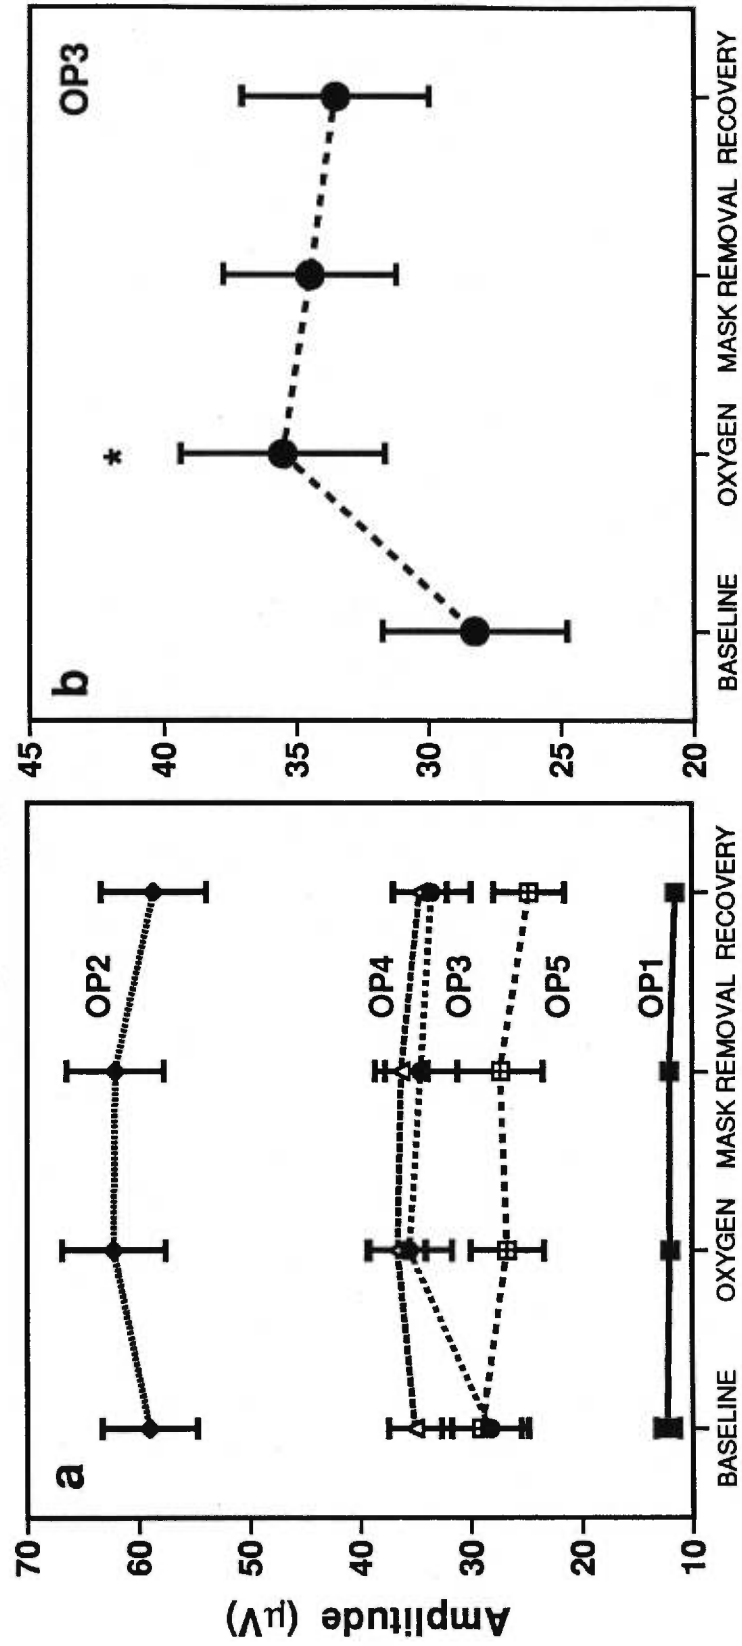 a
Amplitude (μV)
70
60
50
40
30
20
10
OP2
OP4
OP3
OP5
OP1
BASELINE OXYGEN MASK REMOVAL RECOVERY
b
OP3
45
40
35
30
25
20
*
BASELINE OXYGEN MASK REMOVAL RECOVERY